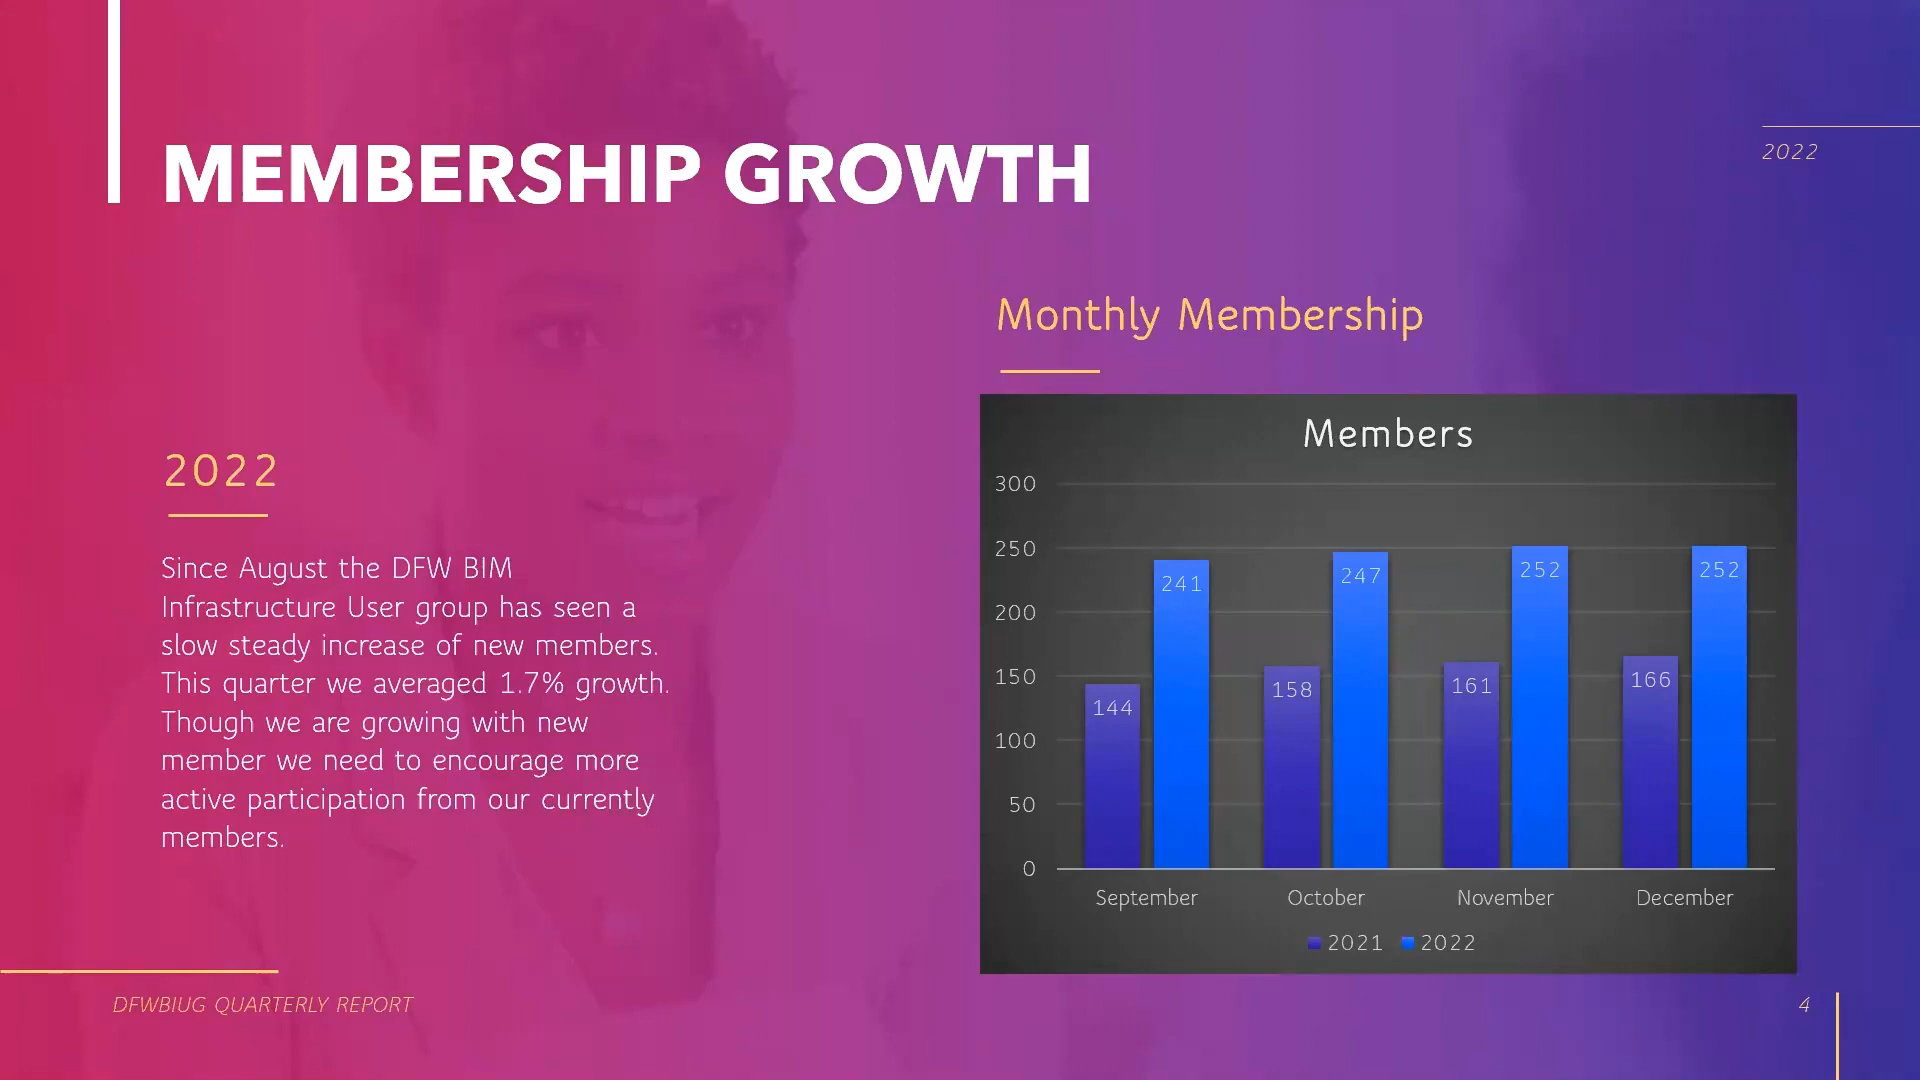 MEMBERSHIP GROWTH
2022
2022
Since August the DFW BIM
Infrastructure User group has seen a
slow steady increase of new members.
This quarter we averaged 1.7% growth.
Though we are growing with new
member we need to encourage more
active participation from our currently
members.
Monthly Membership
Members
300
250
200
150
100
50
0
144
241
158
247
161
252
166
252
September
October
November
December
2021
2022
DFWBIUG QUARTERLY REPORT
4